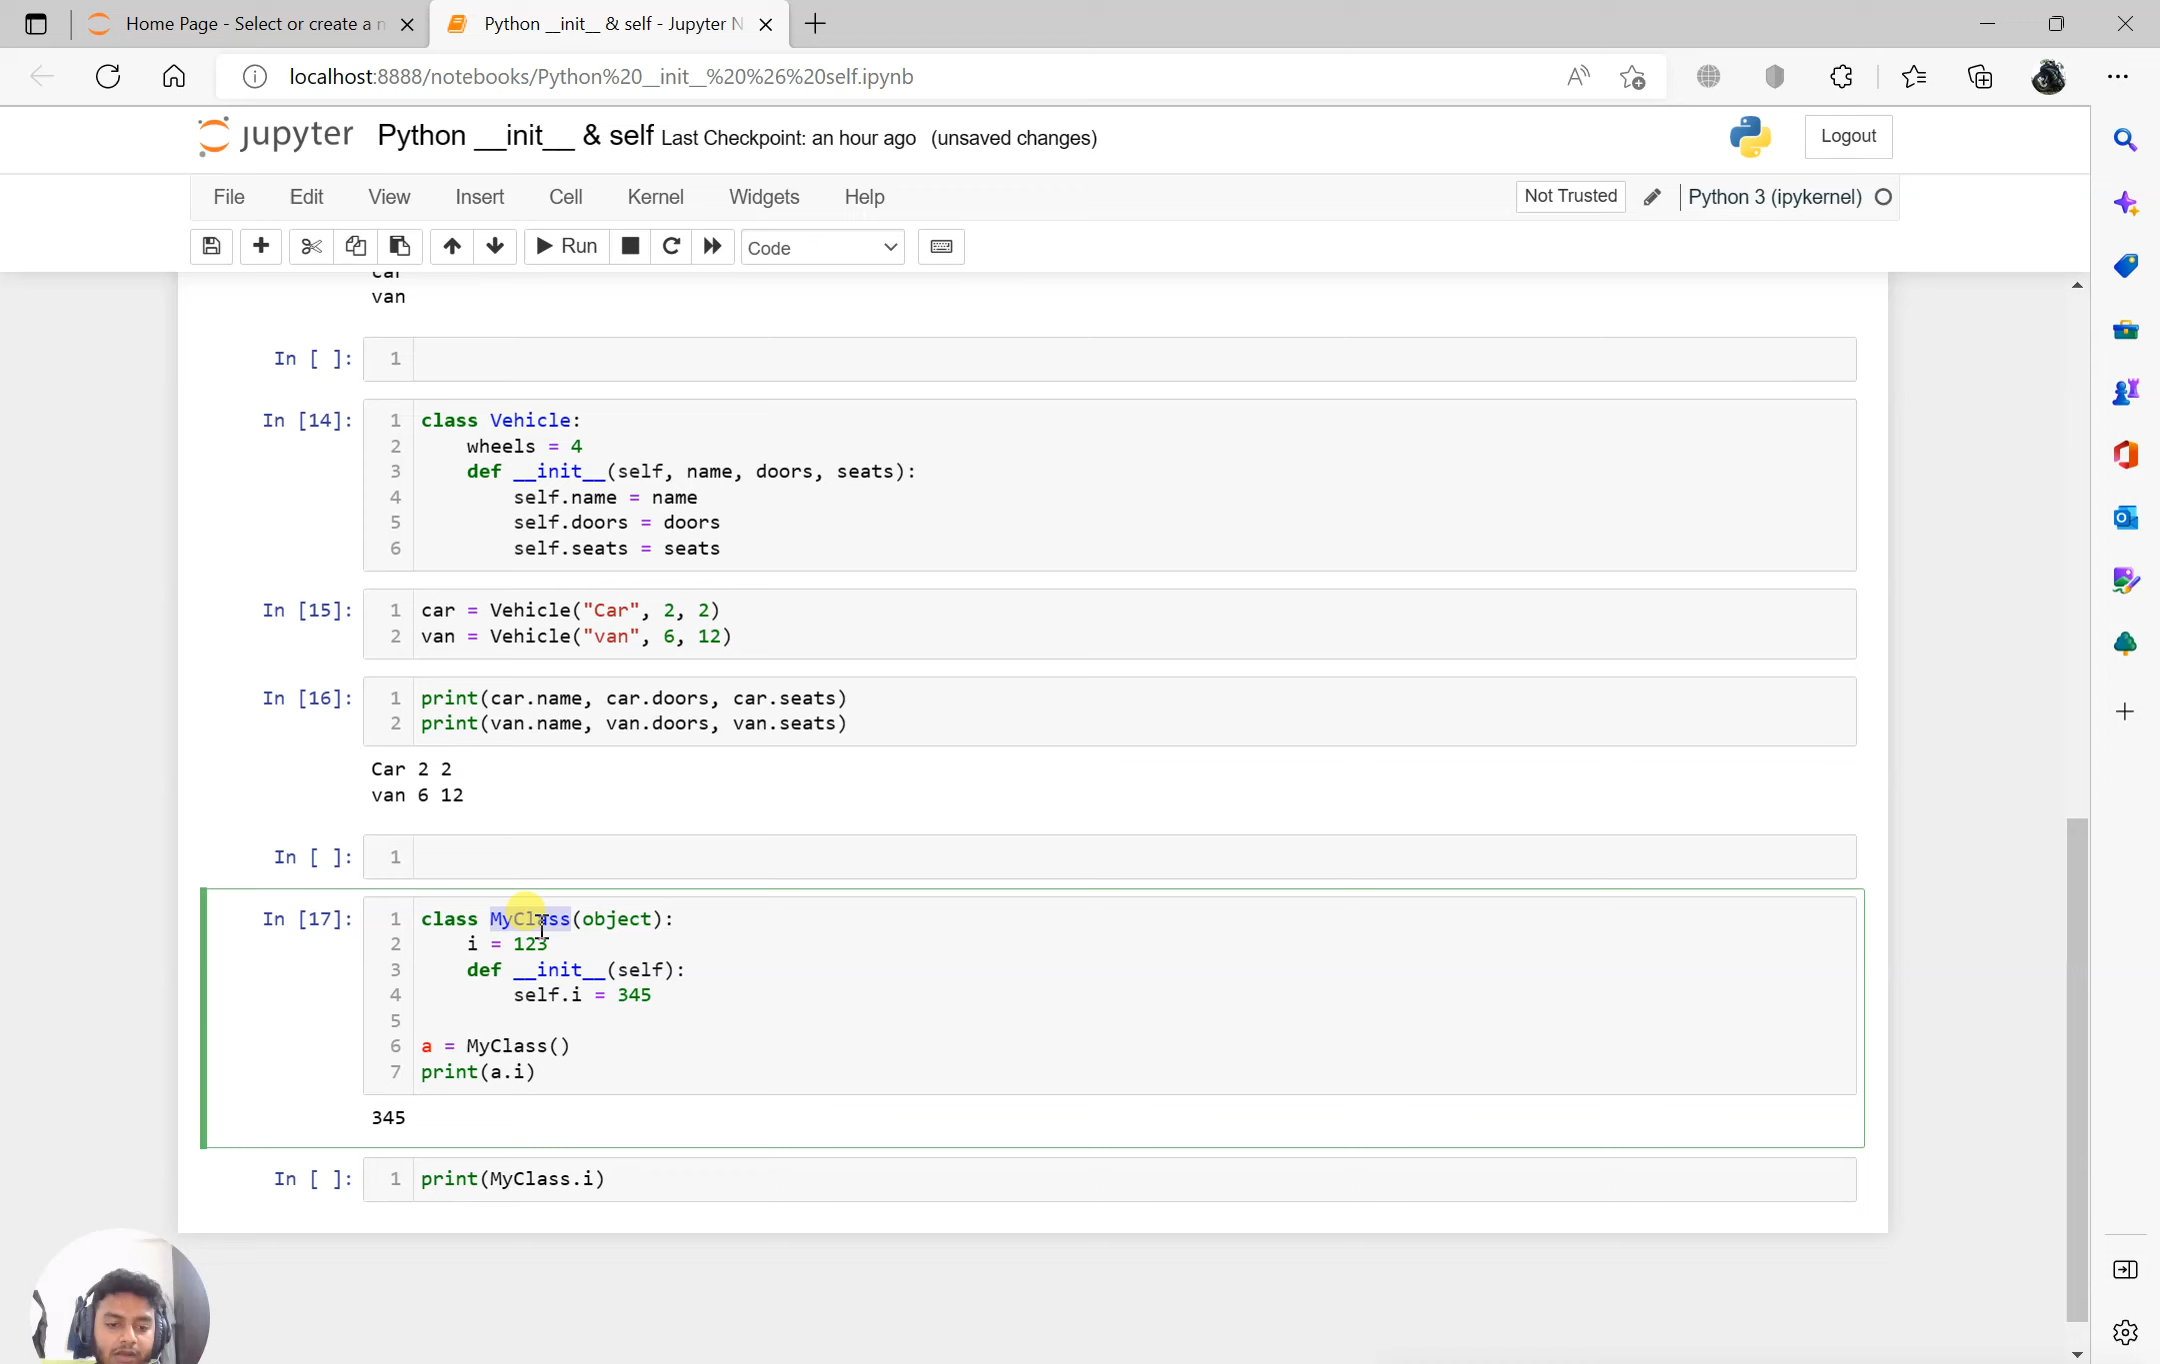 Home Page - Select or create a n
Python __init__ & self - Jupyter N
localhost:8888/notebooks/Python%20__init__%20%26%20self.ipynb
jupyter Python __init__ & self Last Checkpoint: an hour ago (unsaved changes)
Logout
File Edit View Insert Cell Kernel Widgets Help
Not Trusted
Python 3 (ipykernel)
Run
Code
car
van
In [ ]: 1
In [14]: 1 class Vehicle:
2 wheels = 4
3 def __init__(self, name, doors, seats):
4 self.name = name
5 self.doors = doors
6 self.seats = seats
In [15]: 1 car = Vehicle("Car", 2, 2)
2 van = Vehicle("van", 6, 12)
In [16]: 1 print(car.name, car.doors, car.seats)
2 print(van.name, van.doors, van.seats)
Car 2 2
van 6 12
In [ ]: 1
In [17]: 1 class MyClass(object):
2 i = 123
3 def __init__(self):
4 self.i = 345
5
6 a = MyClass()
7 print(a.i)
345
In [ ]: 1 print(MyClass.i)